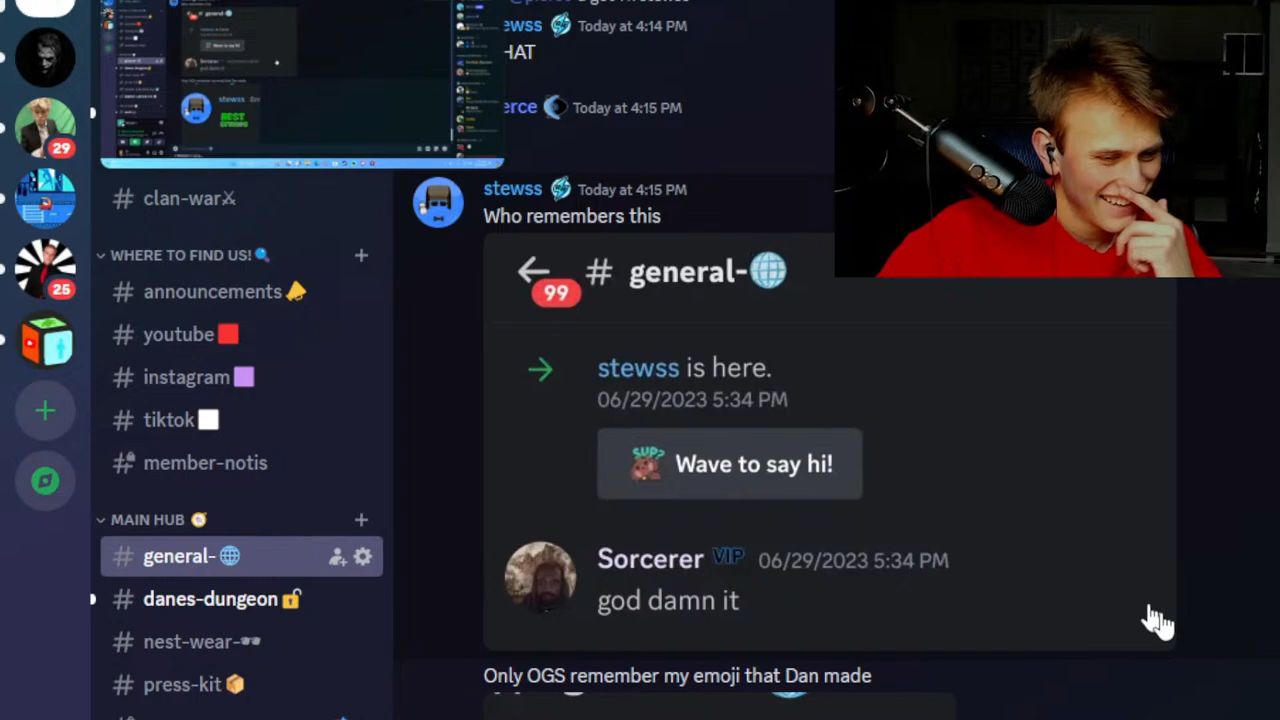 ewss Today at 4:14 PM
HAT
erce Today at 4:15 PM
29
clan-war
stewss Today at 4:15 PM
Who remembers this
WHERE TO FIND US!
25
announcements
youtube
instagram
tiktok
member-notis
MAIN HUB
general-
danes-dungeon
nest-wear-
press-kit
99
# general-
stewss is here.
06/29/2023 5:34 PM
SUP?
Wave to say hi!
Sorcerer VIP 06/29/2023 5:34 PM
god damn it
Only OGS remember my emoji that Dan made
general
stewss
BEST